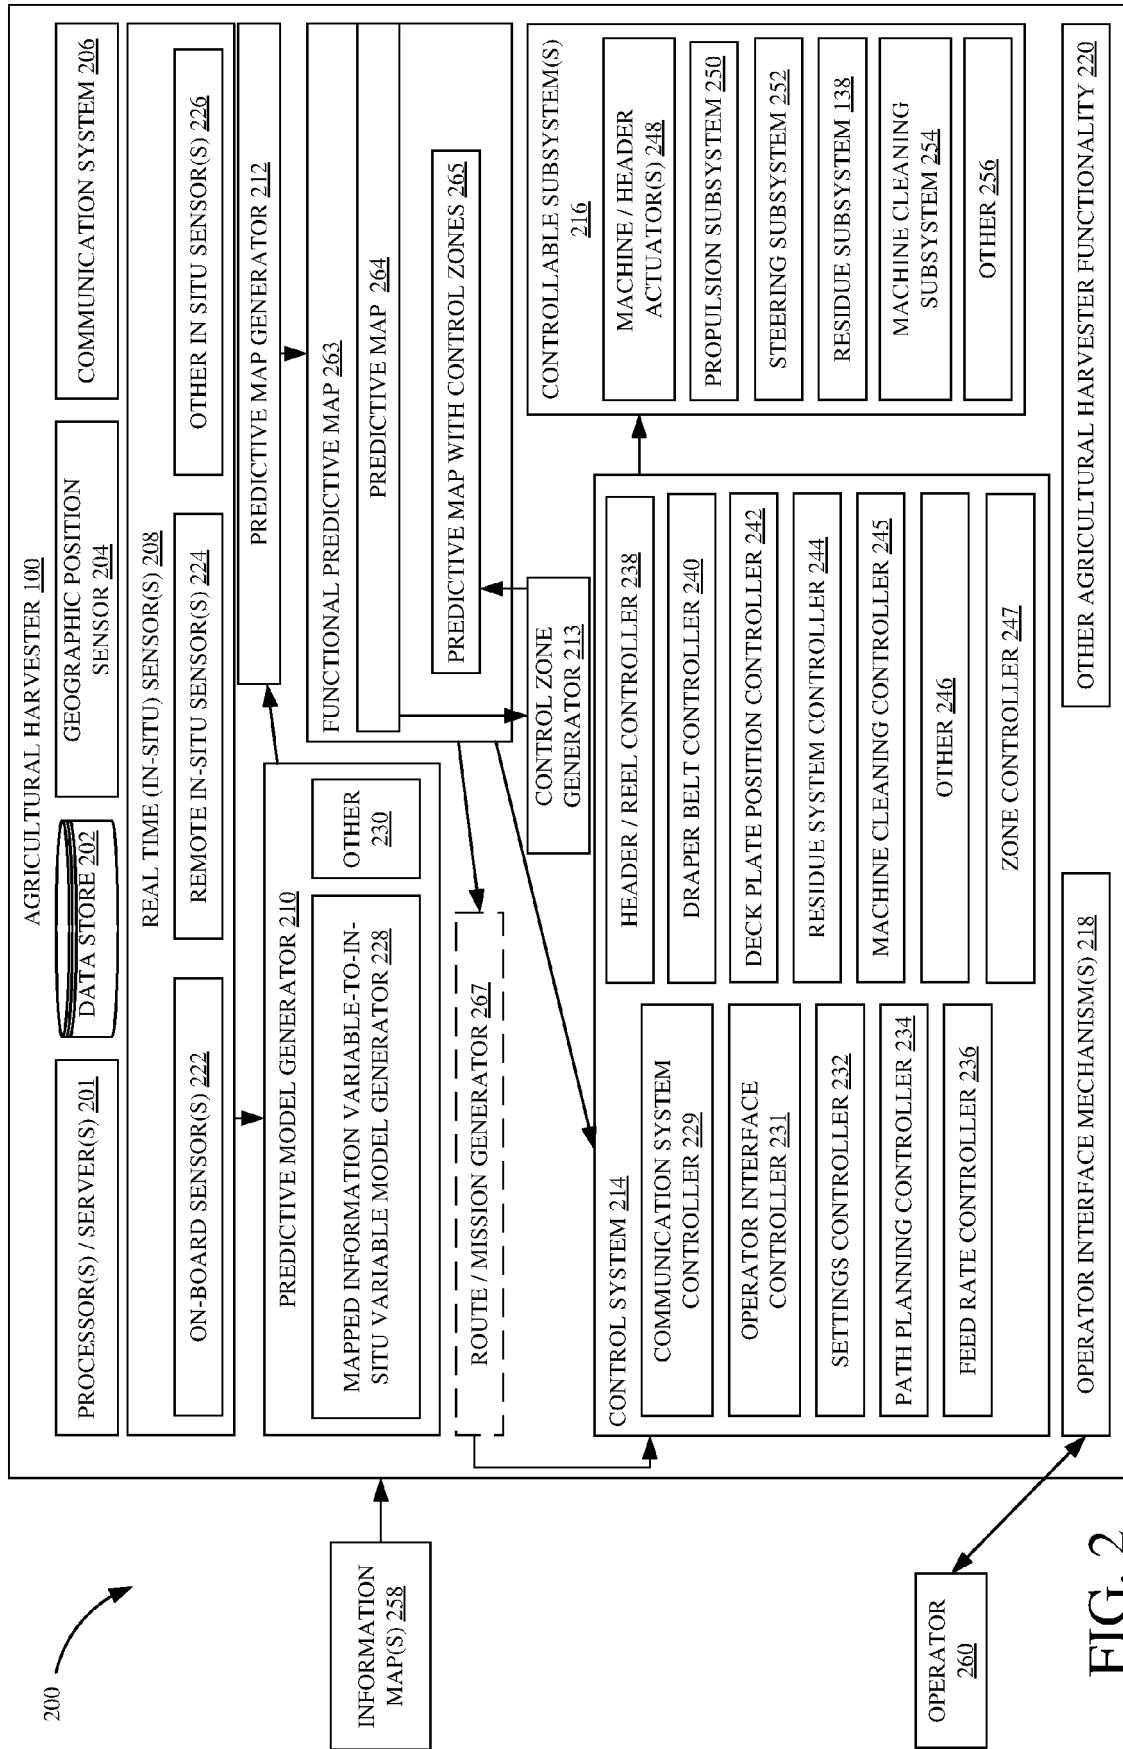 200
AGRICULTURAL HARVESTER 100
PROCESSOR(S) / SERVER(S) 201
DATA STORE 202
GEOGRAPHIC POSITION
SENSOR 204
COMMUNICATION SYSTEM 206
REAL TIME (IN-SITU) SENSOR(S) 208
ON-BOARD SENSOR(S) 222
REMOTE IN-SITU SENSOR(S) 224
OTHER IN SITU SENSOR(S) 226
PREDICTIVE MODEL GENERATOR 210
MAPPED INFORMATION VARIABLE-TO-IN-
SITU VARIABLE MODEL GENERATOR 228
OTHER
230
PREDICTIVE MAP GENERATOR 212
FUNCTIONAL PREDICTIVE MAP 263
PREDICTIVE MAP 264
PREDICTIVE MAP WITH CONTROL ZONES 265
INFORMATION
MAP(S) 258
ROUTE / MISSION GENERATOR 267
CONTROL ZONE
GENERATOR 213
CONTROL SYSTEM 214
COMMUNICATION SYSTEM
CONTROLLER 229
OPERATOR INTERFACE
CONTROLLER 231
SETTINGS CONTROLLER 232
PATH PLANNING CONTROLLER 234
FEED RATE CONTROLLER 236
HEADER / REEL CONTROLLER 238
DRAPER BELT CONTROLLER 240
DECK PLATE POSITION CONTROLLER 242
RESIDUE SYSTEM CONTROLLER 244
MACHINE CLEANING CONTROLLER 245
OTHER 246
ZONE CONTROLLER 247
CONTROLLABLE SUBSYSTEM(S)
216
MACHINE / HEADER
ACTUATOR(S) 248
PROPULSION SUBSYSTEM 250
STEERING SUBSYSTEM 252
RESIDUE SUBSYSTEM 138
MACHINE CLEANING
SUBSYSTEM 254
OTHER 256
OPERATOR
260
OPERATOR INTERFACE MECHANISM(S) 218
OTHER AGRICULTURAL HARVESTER FUNCTIONALITY 220
FIG. 2